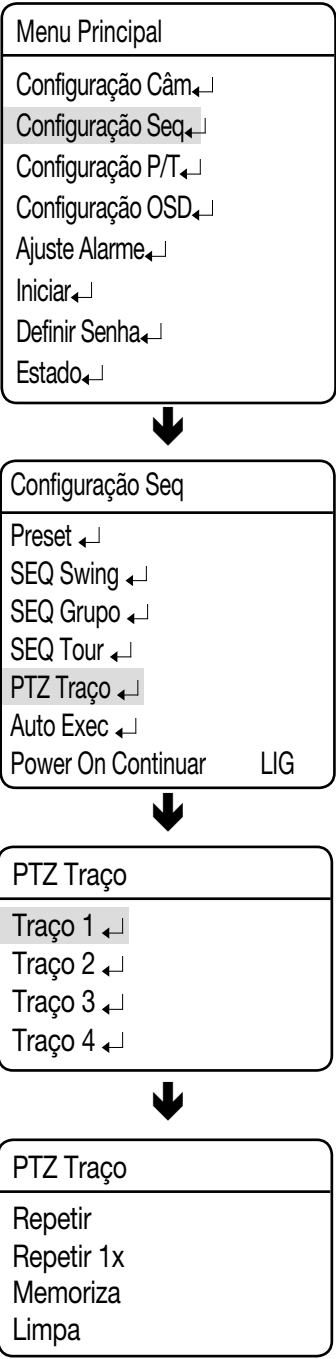 Menu Principal
Configuração Câm↵
Configuração Seq↵
Configuração P/T↵
Configuração OSD↵
Ajuste Alarme↵
Iniciar↵
Definir Senha↵
Estado↵
Configuração Seq
Preset ↵
SEQ Swing ↵
SEQ Grupo ↵
SEQ Tour ↵
PTZ Traço ↵
Auto Exec ↵
Power On Continuar LIG
PTZ Traço
Traço 1 ↵
Traço 2 ↵
Traço 3 ↵
Traço 4 ↵
PTZ Traço
Repetir
Repetir 1x
Memoriza
Limpa